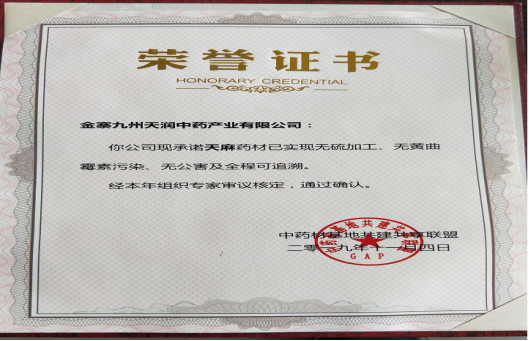 荣誉证书
HONORARY CREDENTIAL
金寨九州天润中药产业有限公司：
你公司现承诺天麻药材已实现无硫加工、无黄曲
霉素污染、无公害及全程可追溯。
经本年组织专家审议核定，通过确认。
中药材基地共建共享联盟
二零一九年十一月四日
GAP